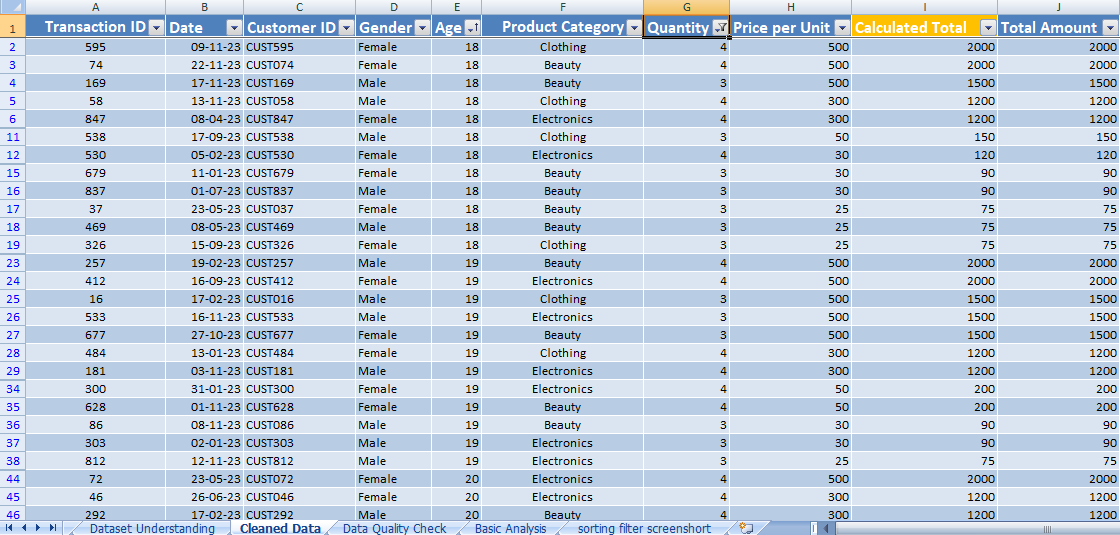 A B C D E F G H I J
1 Transaction ID Date Customer ID Gender Age Product Category Quantity Price per Unit Calculated Total Total Amount
2 595 09-11-23 CUST595 Female 18 Clothing 4 500 2000 2000
3 74 22-11-23 CUST074 Female 18 Beauty 4 500 2000 2000
4 169 17-11-23 CUST169 Male 18 Beauty 3 500 1500 1500
5 58 13-11-23 CUST058 Male 18 Clothing 4 300 1200 1200
6 847 08-04-23 CUST847 Female 18 Electronics 4 300 1200 1200
11 538 17-09-23 CUST538 Male 18 Clothing 3 50 150 150
12 530 05-02-23 CUST530 Female 18 Electronics 4 30 120 120
15 679 11-01-23 CUST679 Female 18 Beauty 3 30 90 90
16 837 01-07-23 CUST837 Male 18 Beauty 3 30 90 90
17 37 23-05-23 CUST037 Female 18 Beauty 3 25 75 75
18 469 08-05-23 CUST469 Male 18 Beauty 3 25 75 75
19 326 15-09-23 CUST326 Female 18 Clothing 3 25 75 75
23 257 19-02-23 CUST257 Male 19 Beauty 4 500 2000 2000
24 412 16-09-23 CUST412 Female 19 Electronics 4 500 2000 2000
25 16 17-02-23 CUST016 Male 19 Clothing 3 500 1500 1500
26 533 16-11-23 CUST533 Male 19 Electronics 3 500 1500 1500
27 677 27-10-23 CUST677 Female 19 Beauty 3 500 1500 1500
28 484 13-01-23 CUST484 Female 19 Clothing 4 300 1200 1200
29 181 03-11-23 CUST181 Male 19 Electronics 4 300 1200 1200
34 300 31-01-23 CUST300 Female 19 Electronics 4 50 200 200
35 628 01-11-23 CUST628 Female 19 Beauty 4 50 200 200
36 86 08-11-23 CUST086 Male 19 Beauty 3 30 90 90
37 303 02-01-23 CUST303 Male 19 Electronics 3 30 90 90
38 812 12-11-23 CUST812 Male 19 Electronics 3 25 75 75
44 72 23-05-23 CUST072 Female 20 Electronics 4 500 2000 2000
45 46 26-06-23 CUST046 Female 20 Electronics 4 300 1200 1200
46 292 17-02-23 CUST292 Male 20 Beauty 4 300 1200 1200
Dataset Understanding Cleaned Data Data Quality Check Basic Analysis sorting filter screenshort